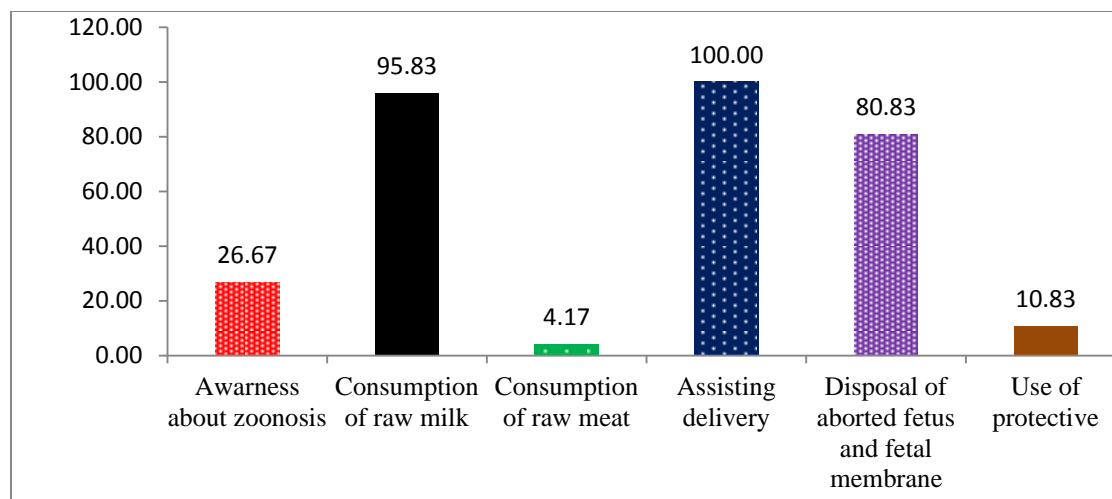 120.00
100.00
80.00
60.00
40.00
20.00
0.00
26.67
95.83
4.17
100.00
80.83
10.83
Awarness
about zoonosis
Consumption
of raw milk
Consumption
of raw meat
Assisting
delivery
Disposal of
aborted fetus
and fetal
membrane
Use of
protective